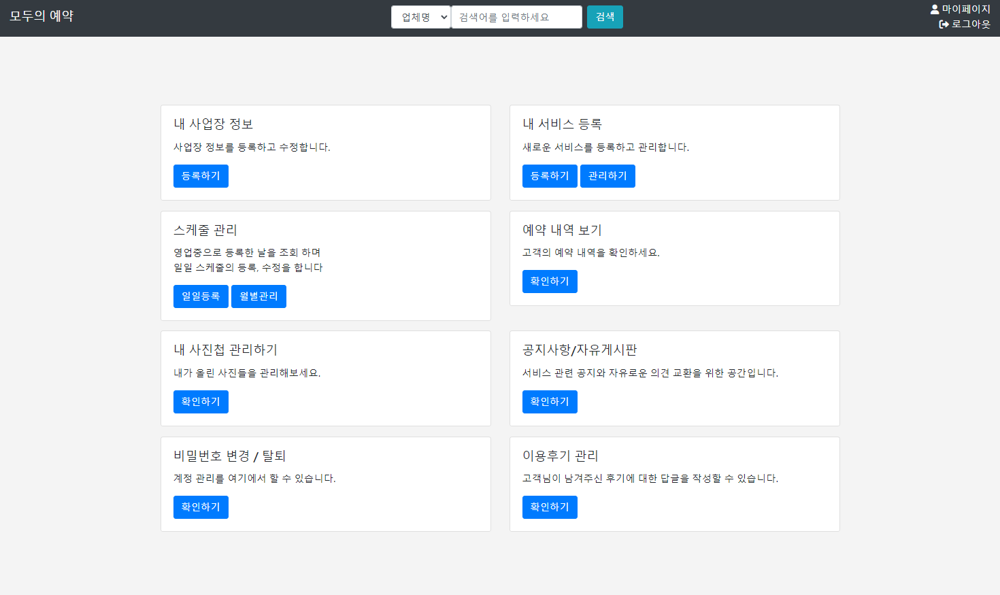 모두의 예약
업체명
검색어를 입력하세요
검색
마이페이지
로그아웃
내 사업장 정보
사업장 정보를 등록하고 수정합니다.
등록하기
내 서비스 등록
새로운 서비스를 등록하고 관리합니다.
등록하기 관리하기
스케줄 관리
영업중으로 등록한 날을 조회 하며
일일 스케줄의 등록, 수정을 합니다
일일등록 월별관리
예약 내역 보기
고객의 예약 내역을 확인하세요.
확인하기
내 사진첩 관리하기
내가 올린 사진들을 관리해보세요.
확인하기
공지사항/자유게시판
서비스 관련 공지와 자유로운 의견 교환을 위한 공간입니다.
확인하기
비밀번호 변경 / 탈퇴
계정 관리를 여기에서 할 수 있습니다.
확인하기
이용후기 관리
고객님이 남겨주신 후기에 대한 답글을 작성할 수 있습니다.
확인하기